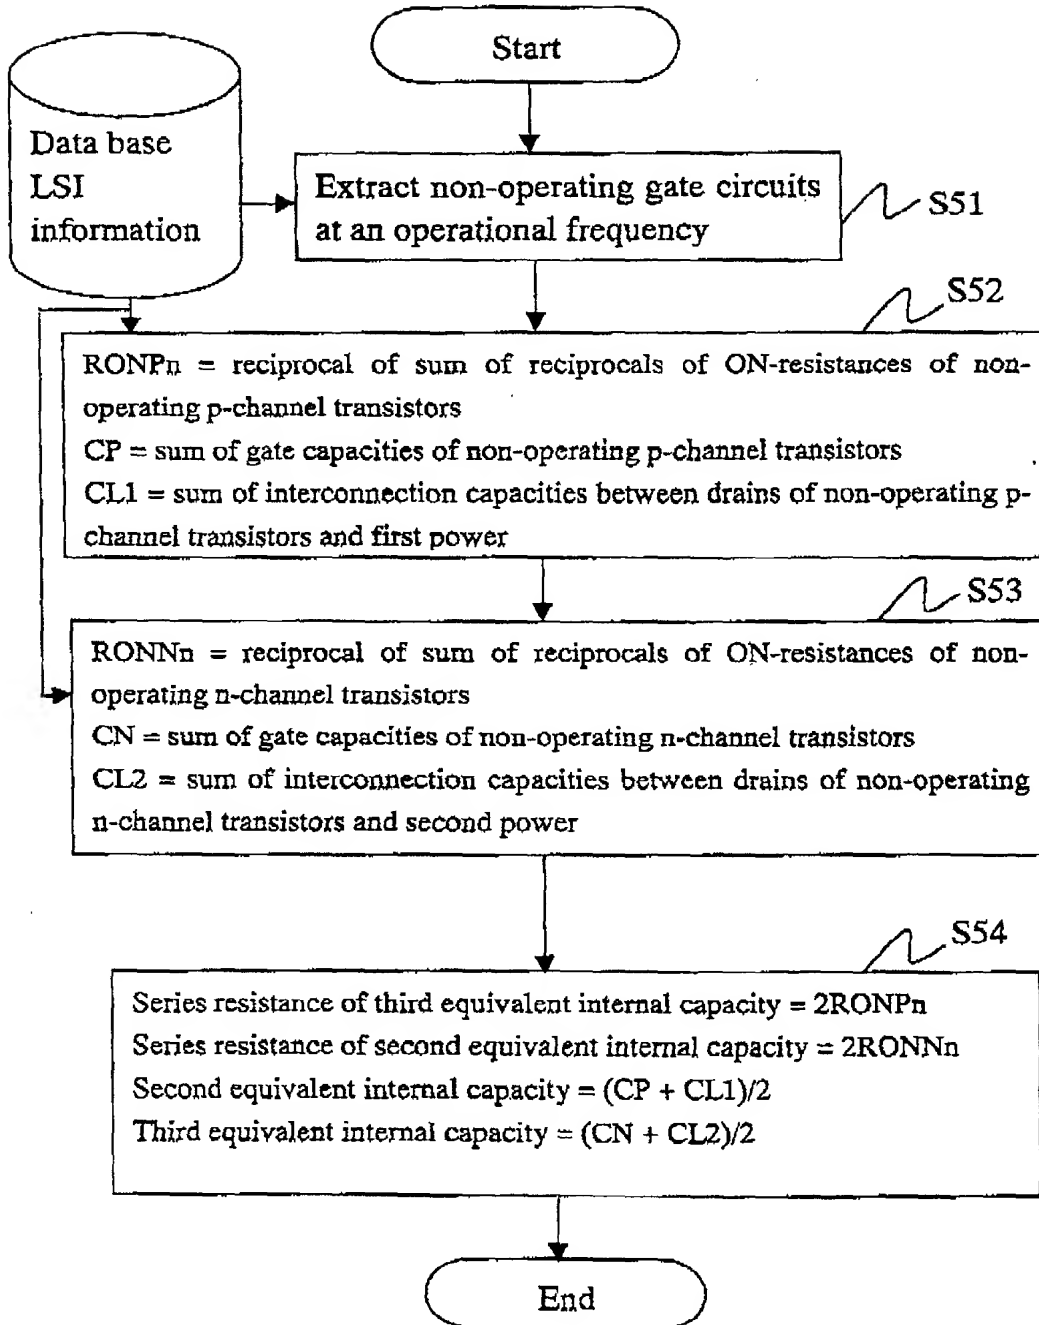 Start
Data base
LSI
information
Extract non-operating gate circuits
at an operational frequency
S51
S52
RONPn = reciprocal of sum of reciprocals of ON-resistances of non-
operating p-channel transistors
CP = sum of gate capacities of non-operating p-channel transistors
CL1 = sum of interconnection capacities between drains of non-operating p-
channel transistors and first power
S53
RONNn = reciprocal of sum of reciprocals of ON-resistances of non-
operating n-channel transistors
CN = sum of gate capacities of non-operating n-channel transistors
CL2 = sum of interconnection capacities between drains of non-operating
n-channel transistors and second power
S54
Series resistance of third equivalent internal capacity = 2RONPn
Series resistance of second equivalent internal capacity = 2RONNn
Second equivalent internal capacity = (CP + CL1)/2
Third equivalent internal capacity = (CN + CL2)/2
End